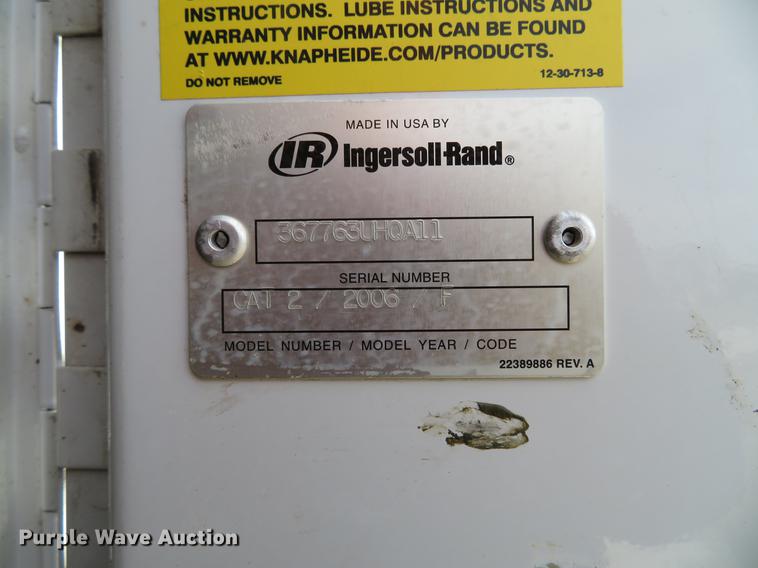 INSTRUCTIONS. LUBE INSTRUCTIONS AND
WARRANTY INFORMATION CAN BE FOUND
AT WWW.KNAPHEIDE.COM/PRODUCTS.
DO NOT REMOVE 12-30-713-8
MADE IN USA BY
IR Ingersoll-Rand®
367763UHQA11
SERIAL NUMBER
CAT 2 / 2006 / F
MODEL NUMBER / MODEL YEAR / CODE
22389886 REV. A
Purple Wave Auction